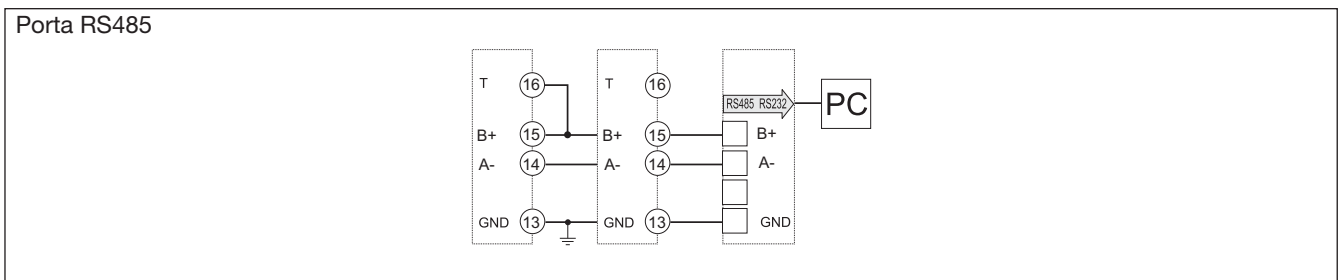 Porta RS485
T 16 T 16
RS485 RS232 PC
B+ 15 B+ 15 B+
A- 14 A- 14 A-
GND 13 GND 13 GND